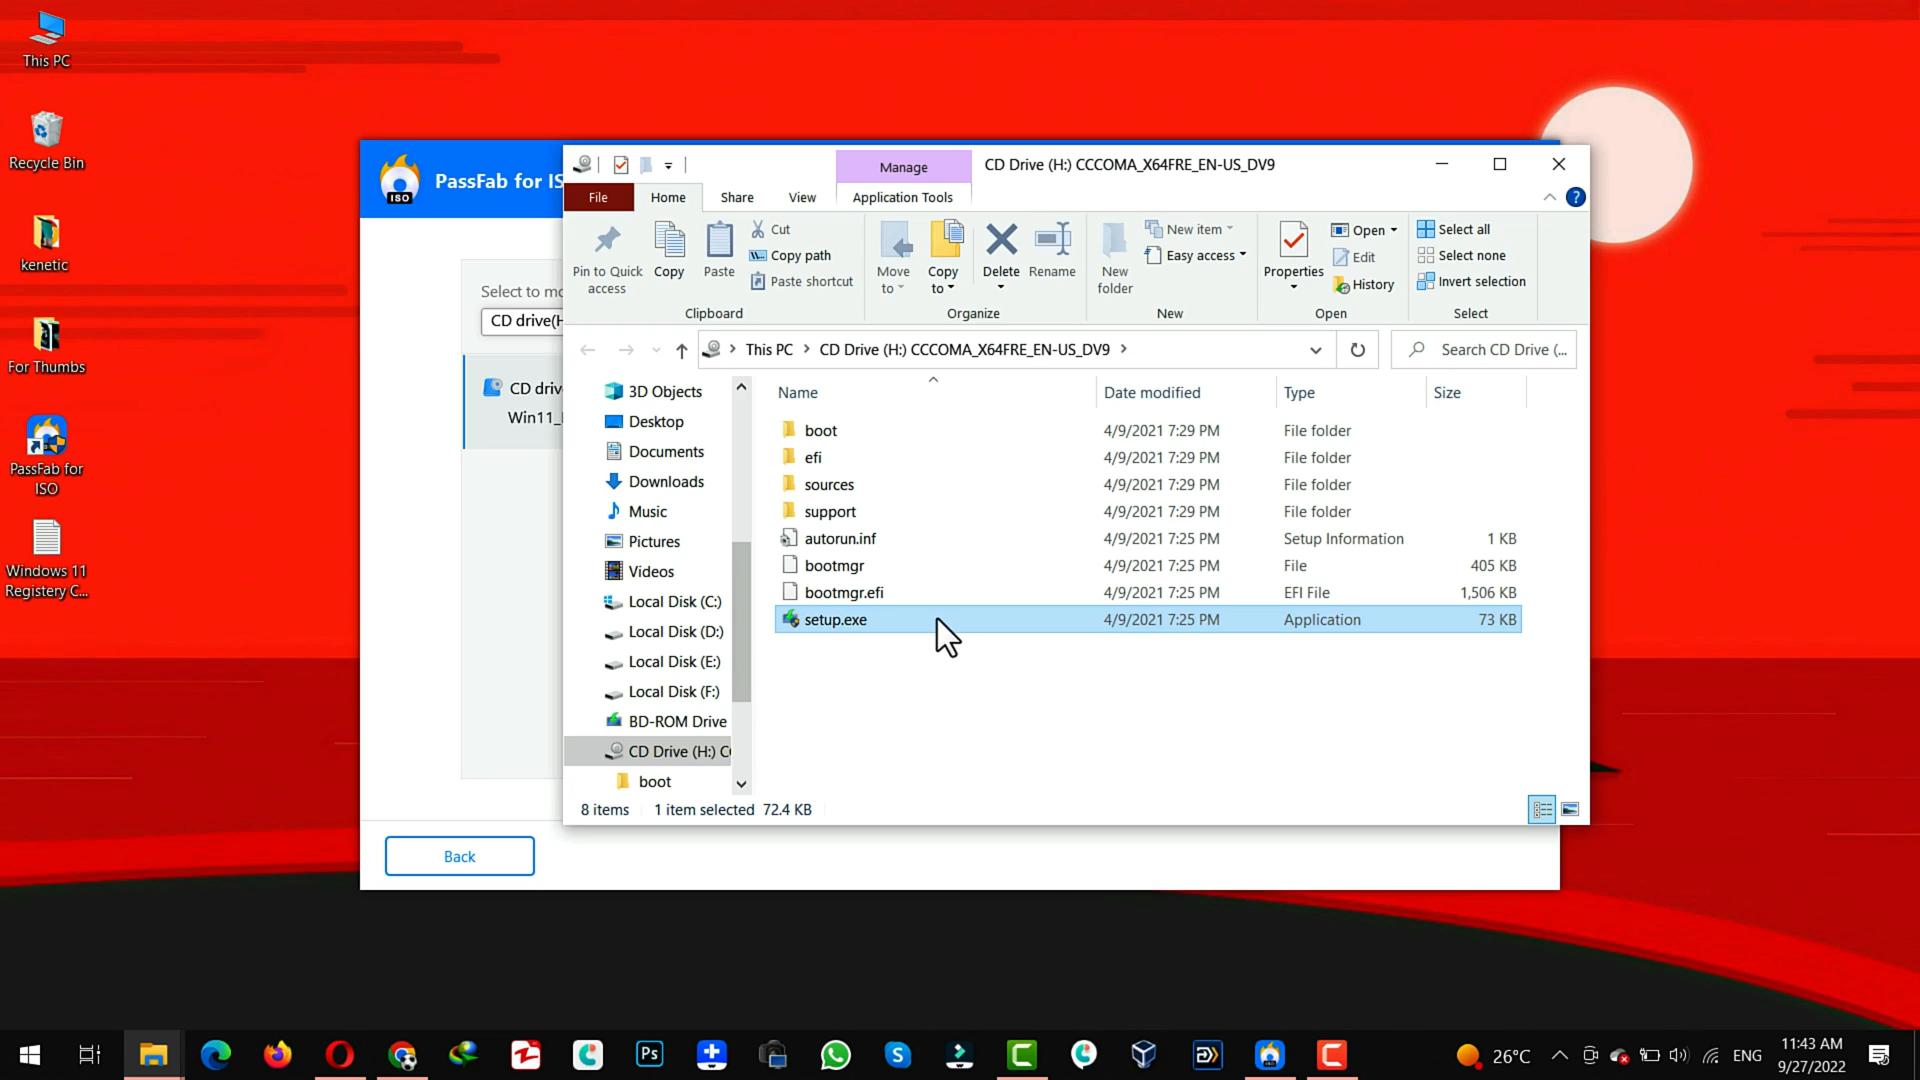 This PC
Recycle Bin
kenetic
For Thumbs
PassFab for
ISO
Windows 11
Registery C...
ISO
PassFab for IS
Select to mo
CD drive(H
CD driv
Win11_
Back
Manage
CD Drive (H:) CCCOMA_X64FRE_EN-US_DV9
File
Home
Share
View
Application Tools
Pin to Quick
access
Copy
Paste
Cut
Copy path
Paste shortcut
Clipboard
Move
to
Copy
to
Delete
Rename
Organize
New
folder
New item
Easy access
New
Properties
Open
Edit
History
Open
Select all
Select none
Invert selection
Select
This PC
CD Drive (H:) CCCOMA_X64FRE_EN-US_DV9
Search CD Drive (...
3D Objects
Desktop
Documents
Downloads
Music
Pictures
Videos
Local Disk (C:)
Local Disk (D:)
Local Disk (E:)
Local Disk (F:)
BD-ROM Drive
CD Drive (H:) C
boot
Name Date modified Type Size
boot 4/9/2021 7:29 PM File folder
efi 4/9/2021 7:29 PM File folder
sources 4/9/2021 7:29 PM File folder
support 4/9/2021 7:29 PM File folder
autorun.inf 4/9/2021 7:25 PM Setup Information 1 KB
bootmgr 4/9/2021 7:25 PM File 405 KB
bootmgr.efi 4/9/2021 7:25 PM EFI File 1,506 KB
setup.exe 4/9/2021 7:25 PM Application 73 KB
8 items 1 item selected 72.4 KB
Ps
26°C
ENG
11:43 AM
9/27/2022